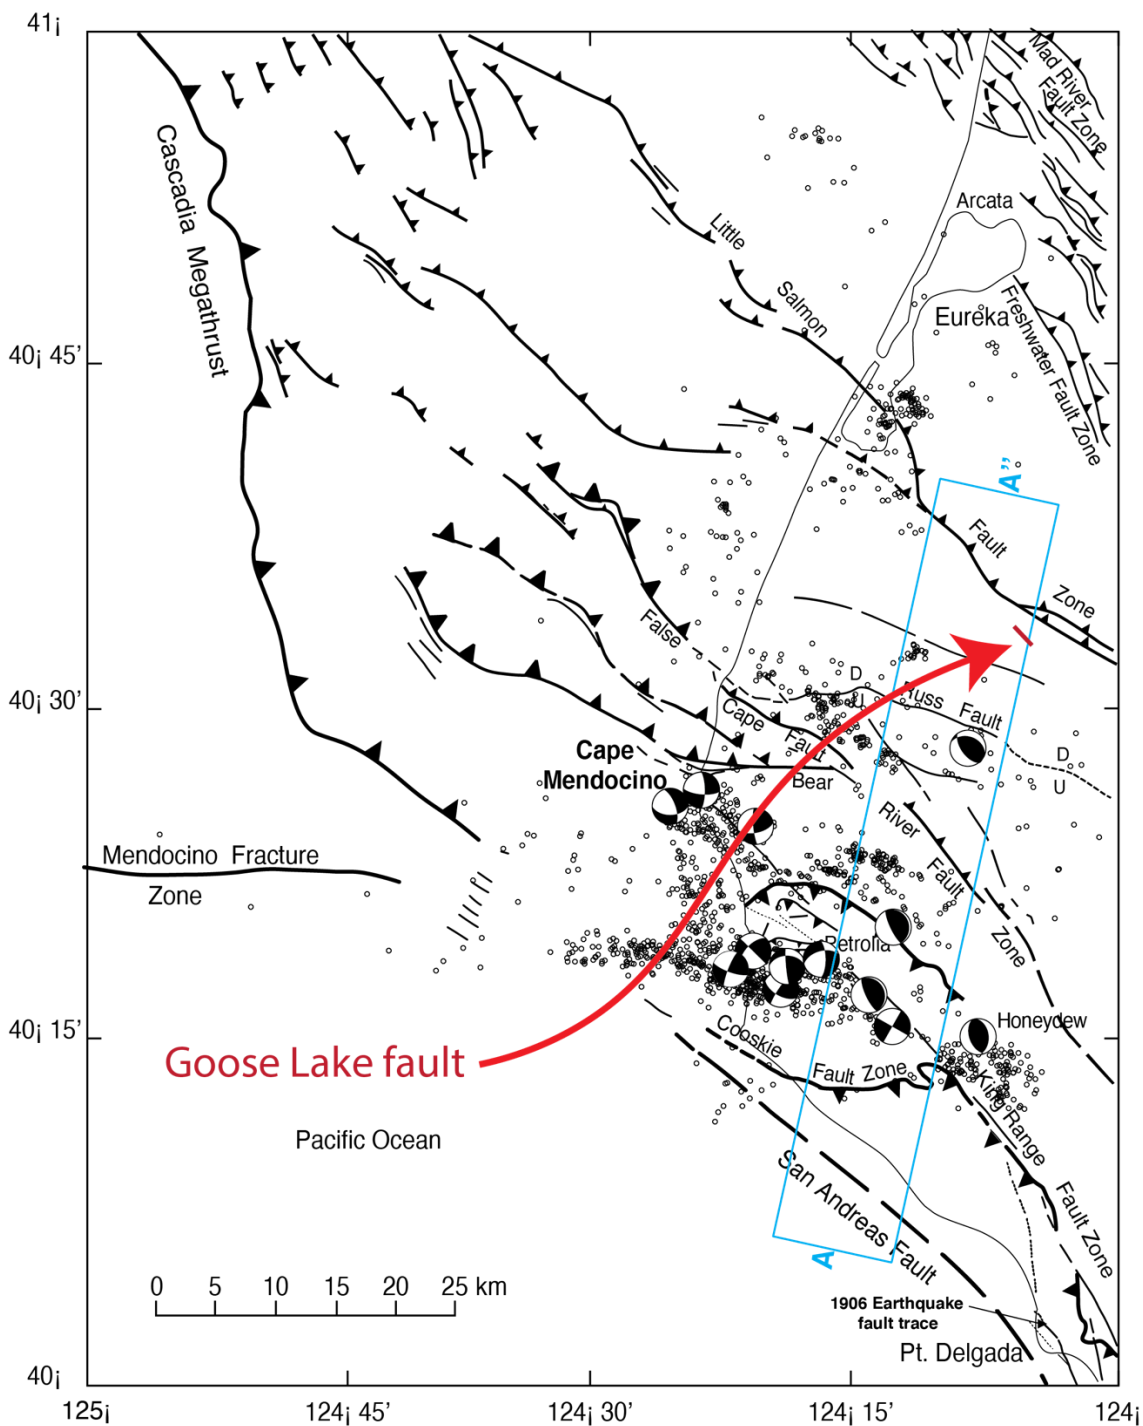 41¡
Mad River
Fault Zone
Cascadia Megathrust
Arcata
Little
Salmon
Eureka
Freshwater Fault Zone
40¡ 45’
A”
Fault
Zone
False
D
U
Russ Fault
40¡ 30’
Cape
Fault
Cape
Mendocino
D
U
Bear
River
Fault
Zone
Mendocino Fracture
Zone
Petrolia
Honeydew
40¡ 15’
Cooskie
Fault Zone
Goose Lake fault
King Range
Fault Zone
Pacific Ocean
San Andreas Fault
A
0 5 10 15 20 25 km
1906 Earthquake
fault trace
Pt. Delgada
40¡
125¡ 124¡ 45’ 124¡ 30’ 124¡ 15’ 124¡